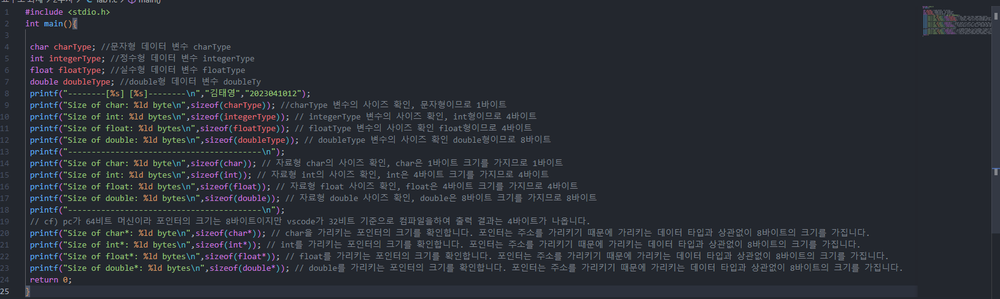 lab1.c > main()
1 #include <stdio.h>
2 int main(){
3
4 char charType; //문자형 데이터 변수 charType
5 int integerType; //정수형 데이터 변수 integerType
6 float floatType; //실수형 데이터 변수 floatType
7 double doubleType; //double형 데이터 변수 doubleTy
8 printf("--------[%s] [%s]--------\n","김태영","2023041012");
9 printf("Size of char: %ld byte\n",sizeof(charType)); //charType 변수의 사이즈 확인, 문자형이므로 1바이트
10 printf("Size of int: %ld bytes\n",sizeof(integerType)); // integerType 변수의 사이즈 확인, int형이므로 4바이트
11 printf("Size of float: %ld bytes\n",sizeof(floatType)); // floatType 변수의 사이즈 확인 float형이므로 4바이트
12 printf("Size of double: %ld bytes\n",sizeof(doubleType)); // doubleType 변수의 사이즈 확인 double형이므로 8바이트
13 printf("-----------------------------------------\n");
14 printf("Size of char: %ld byte\n",sizeof(char)); // 자료형 char의 사이즈 확인, char은 1바이트 크기를 가지므로 1바이트
15 printf("Size of int: %ld bytes\n",sizeof(int)); // 자료형 int의 사이즈 확인, int은 4바이트 크기를 가지므로 4바이트
16 printf("Size of float: %ld bytes\n",sizeof(float)); // 자료형 float 사이즈 확인, float은 4바이트 크기를 가지므로 4바이트
17 printf("Size of double: %ld bytes\n",sizeof(double)); // 자료형 double 사이즈 확인, double은 8바이트 크기를 가지므로 8바이트
18 printf("-----------------------------------------\n");
19 // cf) pc가 64비트 머신이라 포인터의 크기는 8바이트이지만 vscode가 32비트 기준으로 컴파일을하여 출력 결과는 4바이트가 나옵니다.
20 printf("Size of char*: %ld byte\n",sizeof(char*)); // char을 가리키는 포인터의 크기를 확인합니다. 포인터는 주소를 가리키기 때문에 가리키는 데이터 타입과 상관없이 8바이트의 크기를 가집니다.
21 printf("Size of int*: %ld bytes\n",sizeof(int*)); // int를 가리키는 포인터의 크기를 확인합니다. 포인터는 주소를 가리키기 때문에 가리키는 데이터 타입과 상관없이 8바이트의 크기를 가집니다.
22 printf("Size of float*: %ld bytes\n",sizeof(float*)); // float를 가리키는 포인터의 크기를 확인합니다. 포인터는 주소를 가리키기 때문에 가리키는 데이터 타입과 상관없이 8바이트의 크기를 가집니다.
23 printf("Size of double*: %ld bytes\n",sizeof(double*)); // double를 가리키는 포인터의 크기를 확인합니다. 포인터는 주소를 가리키기 때문에 가리키는 데이터 타입과 상관없이 8바이트의 크기를 가집니다.
24 return 0;
25 }